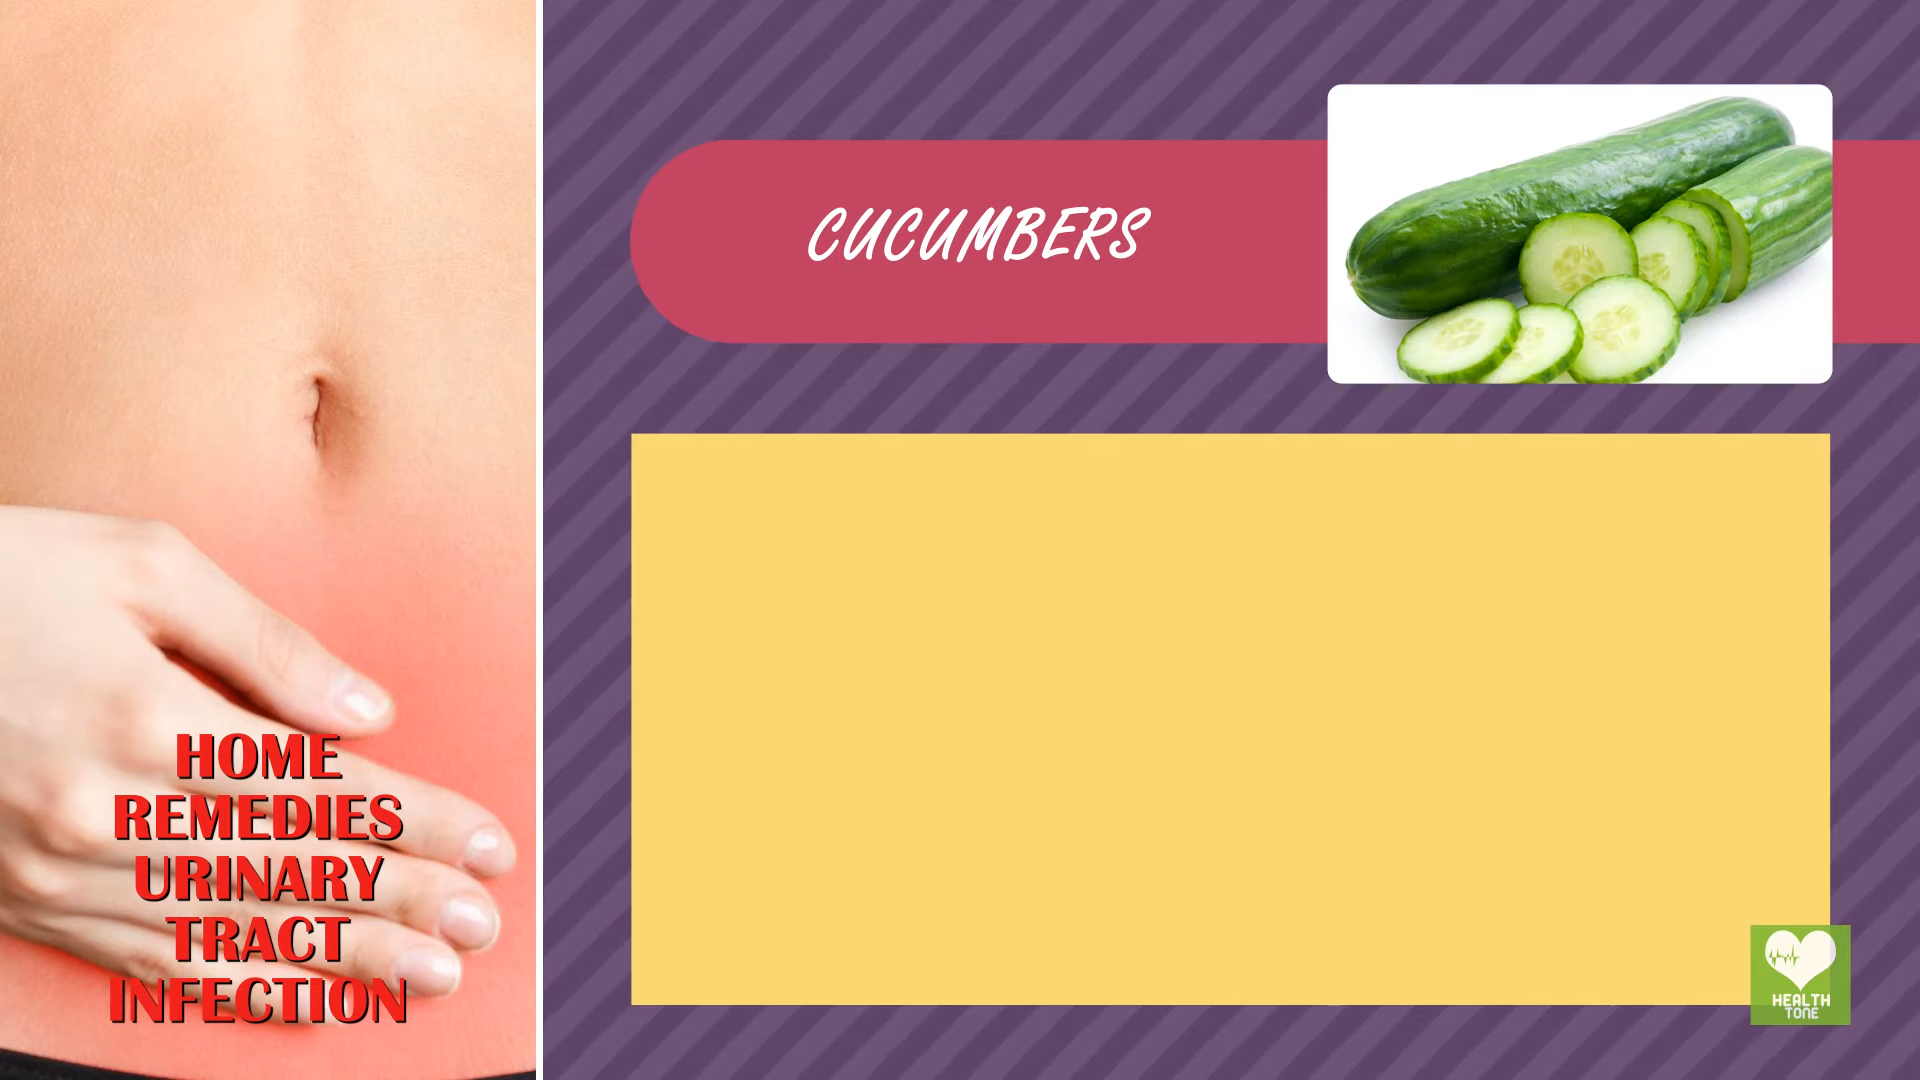 CUCUMBERS
HOME
REMEDIES
URINARY
TRACT
INFECTION
HEALTH
TONE